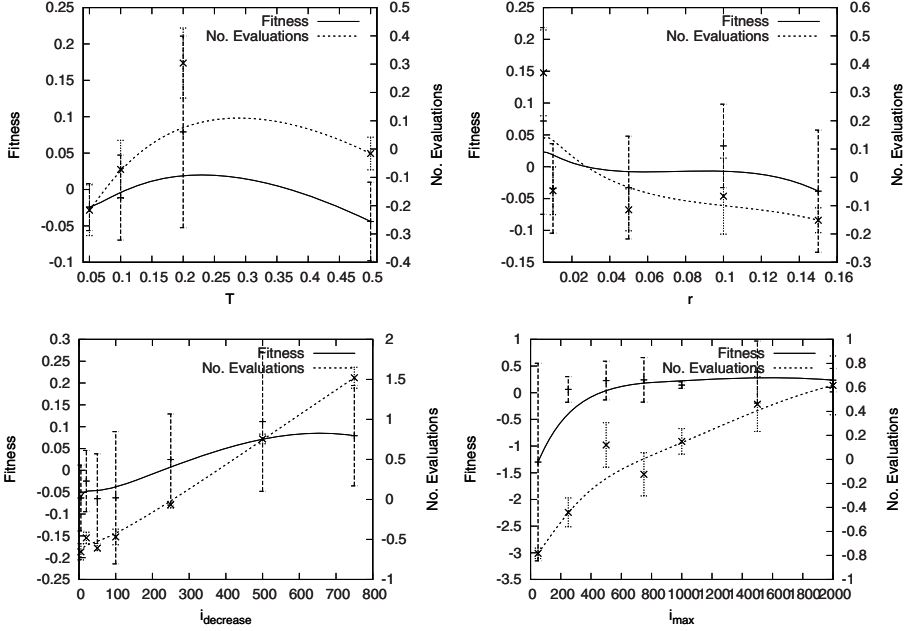 0.25 0.5
Fitness
0.2 0.4
No. Evaluations
0.15 0.3
0.2
0.1
0.1
0.05 0
0 -0.1
-0.2
-0.05
-0.3
-0.1 -0.4
0.05 0.1 0.15 0.2 0.25 0.3 0.35 0.4 0.45 0.5
T
Fitness
No. Evaluations
0.25 0.6
Fitness
0.2 0.5
No. Evaluations
0.15 0.4
0.1 0.3
0.2
0.05
0.1
0
0
-0.05
-0.1
-0.1 -0.2
-0.15 -0.3
0.02 0.04 0.06 0.08 0.1 0.12 0.14 0.16
r
Fitness
No. Evaluations
0.3 2
Fitness
0.25
No. Evaluations
0.2 1.5
0.15
0.1 1
0.05
0 0.5
-0.05
-0.1 0
-0.15
-0.2 -0.5
-0.25 -1
0 100 200 300 400 500 600 700 800
i decrease
Fitness
No. Evaluations
1 1
Fitness
0.5 0.8
No. Evaluations
0 0.6
-0.5 0.4
0.2
-1
0
-1.5
-0.2
-2
-0.4
-2.5
-0.6
-3 -0.8
-3.5 -1
0 200 400 600 800 1000 1200 1400 1600 1800 2000
i max
Fitness
No. Evaluations